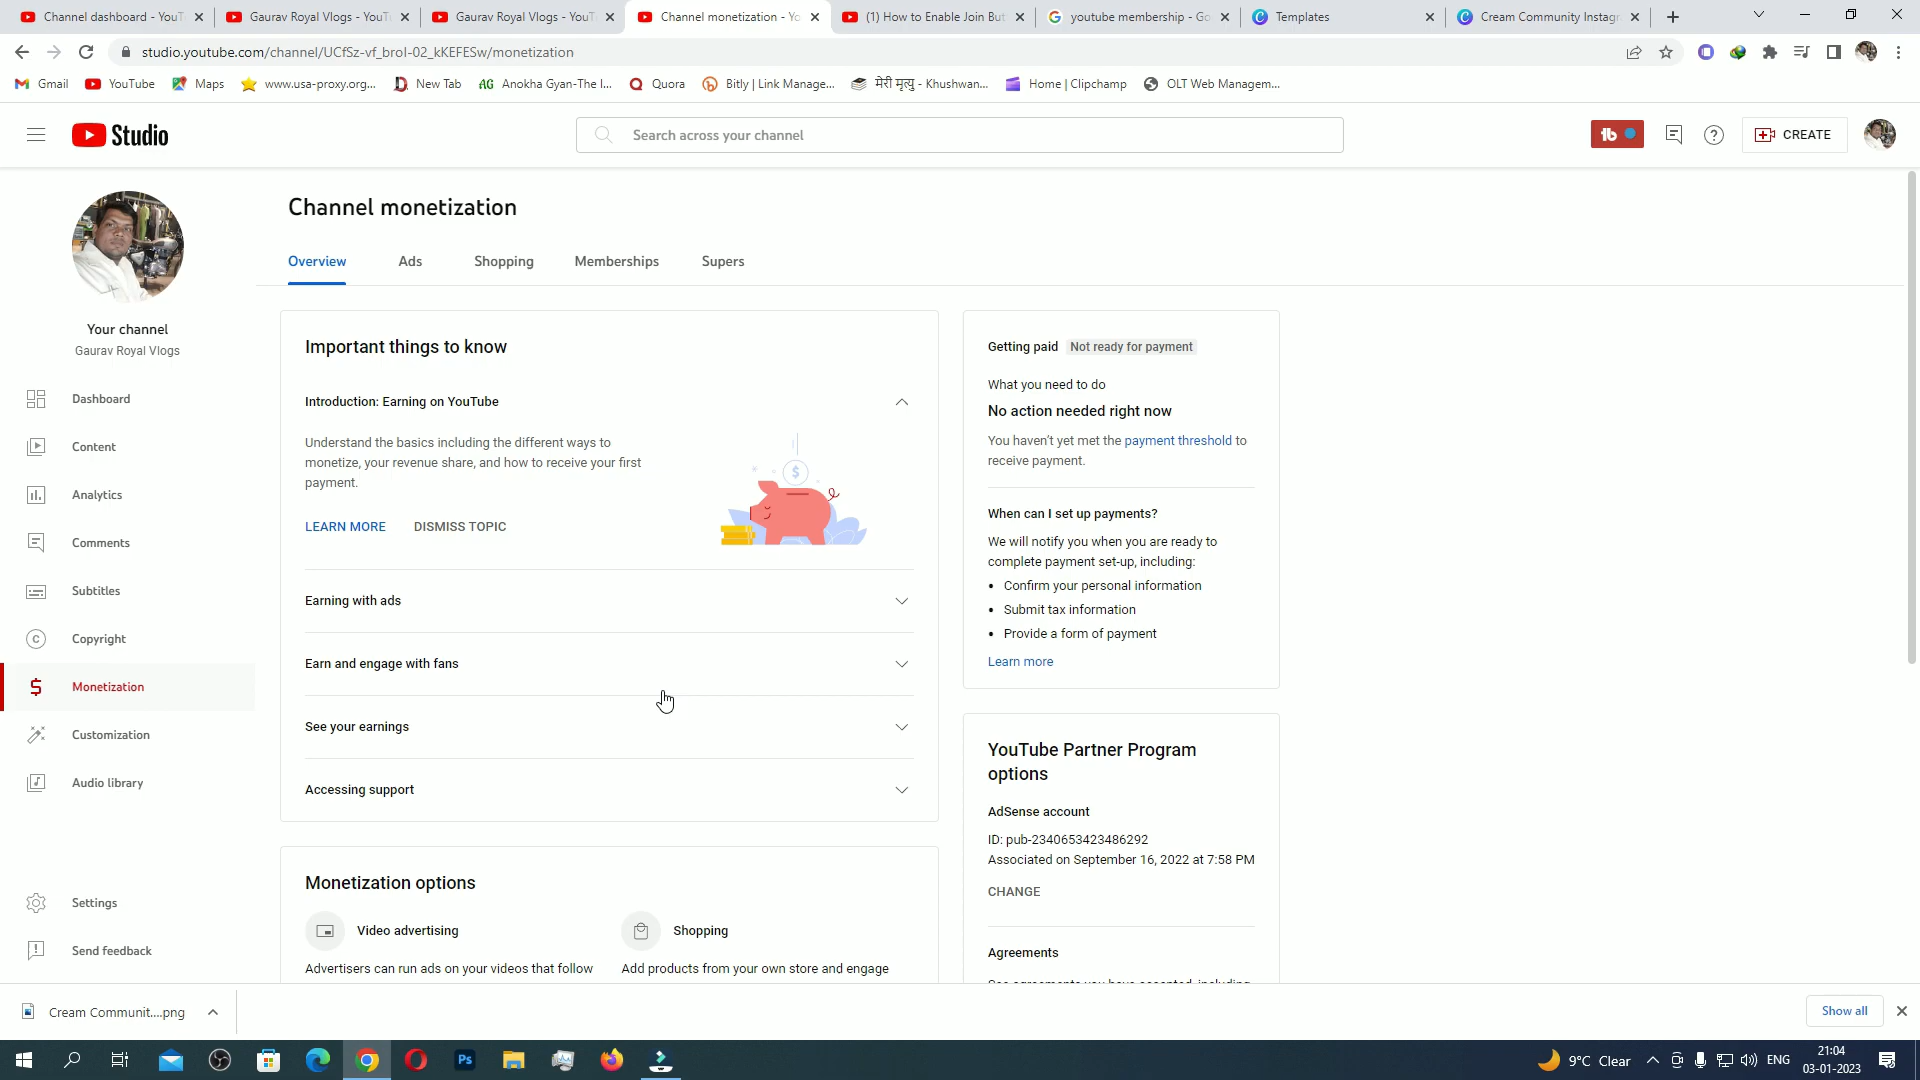 Channel dashboard - YouT
Gaurav Royal Vlogs - YouTu
Gaurav Royal Vlogs - YouT
Channel monetization - Yo
(1) How to Enable Join But
youtube membership - Go
Templates
Cream Community Instagr
studio.youtube.com/channel/UCfSz-vf_broI-02_kKEFESw/monetization
Gmail
YouTube
Maps
www.usa-proxy.org...
New Tab
AG Anokha Gyan-The I...
Quora
Bitly | Link Manage...
मेरी मृत्यु - Khushwan...
Home | Clipchamp
OLT Web Managem...
Studio
Search across your channel
tb
CREATE
Your channel
Gaurav Royal Vlogs
Dashboard
Content
Analytics
Comments
Subtitles
Copyright
Monetization
Customization
Audio library
Settings
Send feedback
Channel monetization
Overview
Ads
Shopping
Memberships
Supers
Important things to know
Introduction: Earning on YouTube
Understand the basics including the different ways to
monetize, your revenue share, and how to receive your first
payment.
LEARN MORE
DISMISS TOPIC
Earning with ads
Earn and engage with fans
See your earnings
Accessing support
Monetization options
Video advertising
Advertisers can run ads on your videos that follow
Shopping
Add products from your own store and engage
Getting paid Not ready for payment
What you need to do
No action needed right now
You haven't yet met the payment threshold to
receive payment.
When can I set up payments?
We will notify you when you are ready to
complete payment set-up, including:
• Confirm your personal information
• Submit tax information
• Provide a form of payment
Learn more
YouTube Partner Program
options
AdSense account
ID: pub-2340653423486292
Associated on September 16, 2022 at 7:58 PM
CHANGE
Agreements
Cream Communit....png
Show all
Ps
9°C Clear
ENG
21:04
03-01-2023